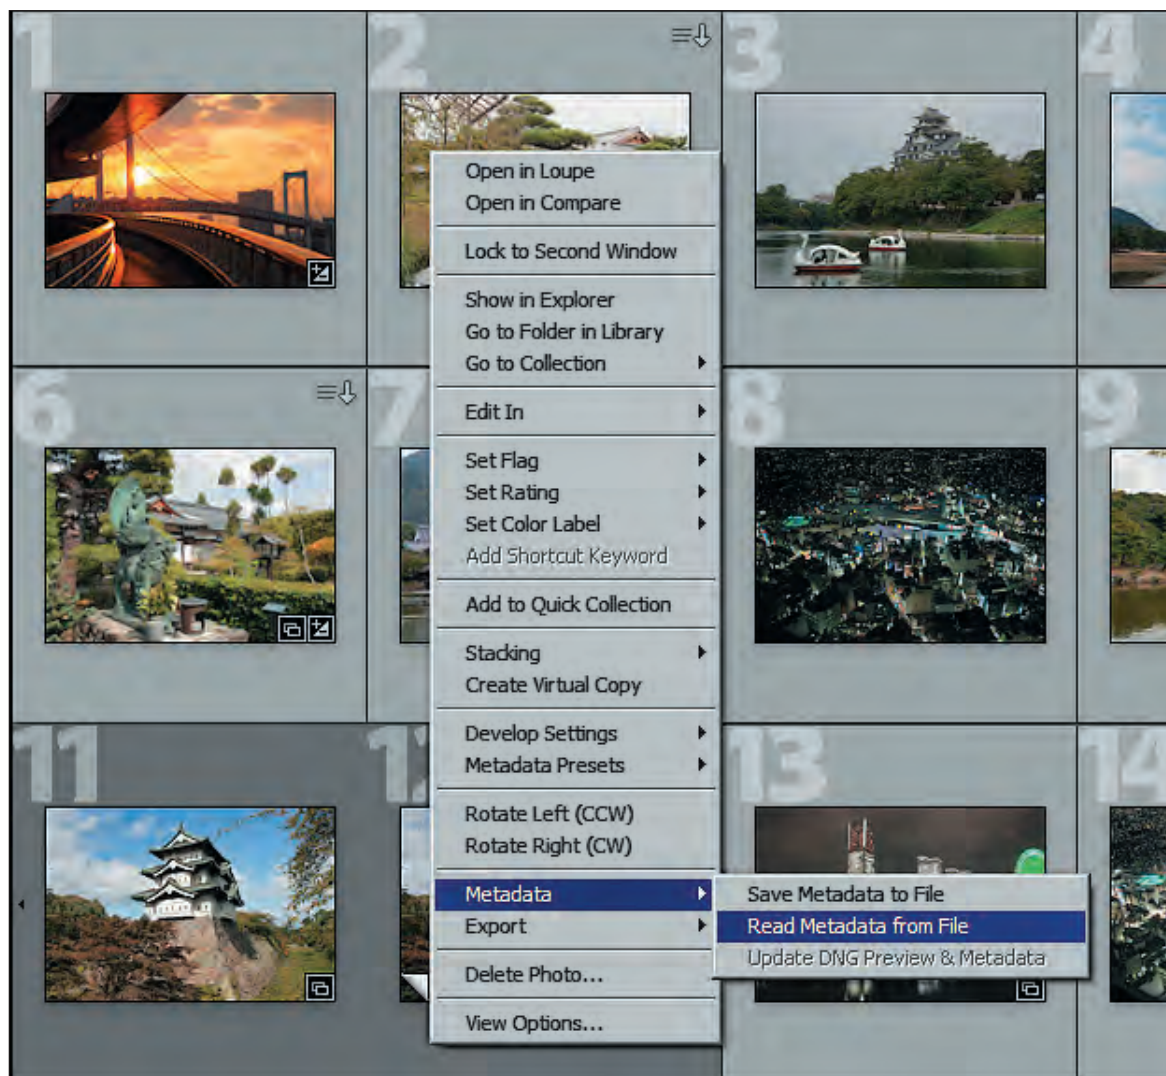 1
2
3
4
Open in Loupe
Open in Compare
Lock to Second Window
Show in Explorer
Go to Folder in Library
Go to Collection
6
7
8
9
Edit In
Set Flag
Set Rating
Set Color Label
Add Shortcut Keyword
Add to Quick Collection
Stacking
Create Virtual Copy
11
12
13
14
Develop Settings
Metadata Presets
Rotate Left (CCW)
Rotate Right (CW)
Metadata
Export
Delete Photo...
View Options...
Save Metadata to File
Read Metadata from File
Update DNG Preview & Metadata